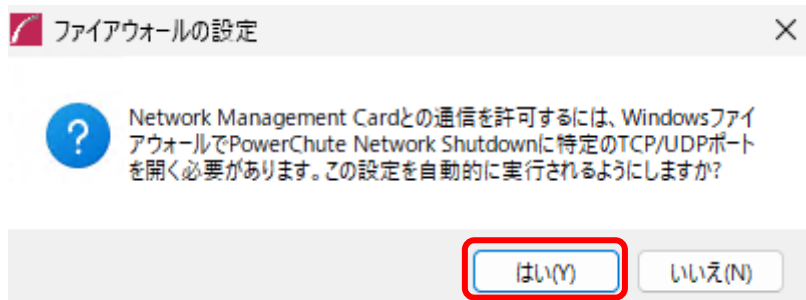 ファイアウォールの設定
Network Management Cardとの通信を許可するには、Windowsファイ
アウォールでPowerChute Network Shutdownに特定のTCP/UDPポート
を開く必要があります。この設定を自動的に実行されるようにしますか?
はい(Y)
いいえ(N)